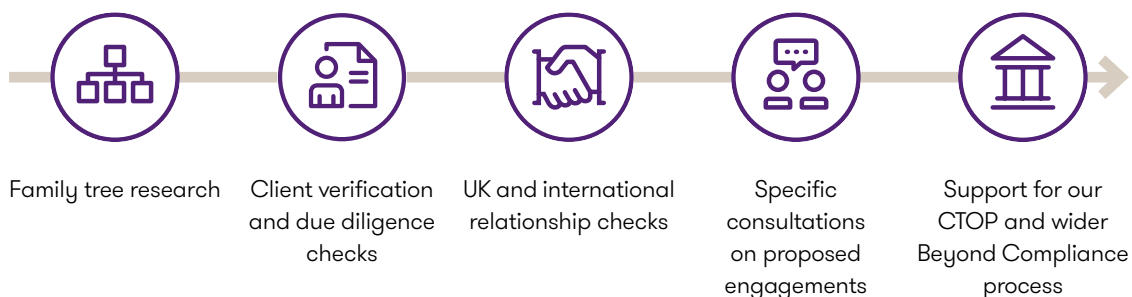 Family tree research
Client verification
and due diligence
checks
UK and international
relationship checks
Specific
consultations
on proposed
engagements
Support for our
CTOP and wider
Beyond Compliance
process